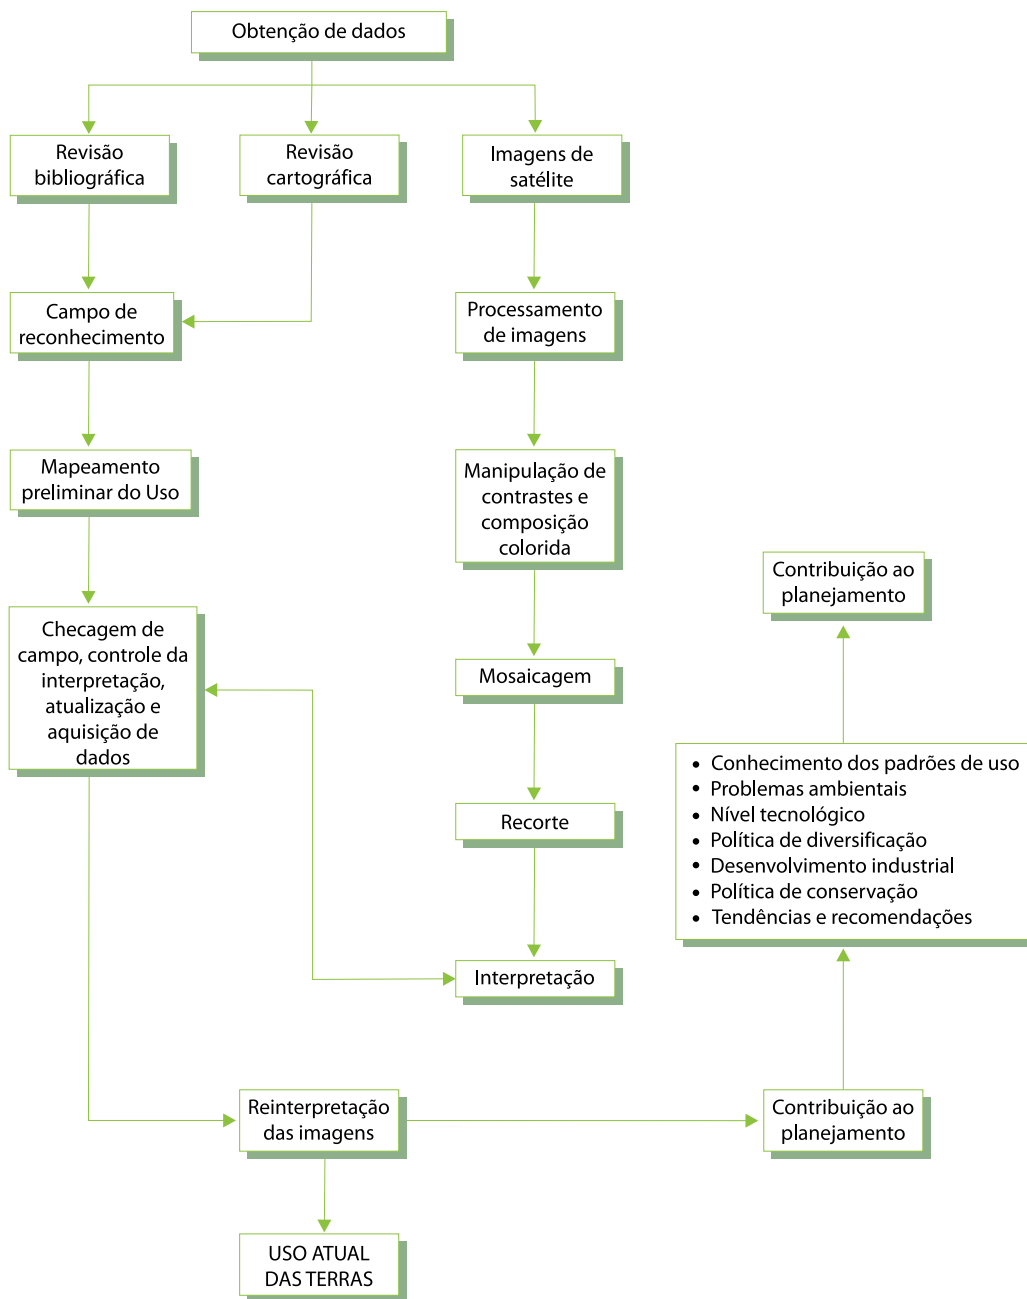 Obtenção de dados
Revisão
bibliográfica
Revisão
cartográfica
Imagens de
satélite
Campo de
reconhecimento
Processamento
de imagens
Mapeamento
preliminar do Uso
Manipulação de
contrastes e
composição
colorida
Contribuição ao
planejamento
Checagem de
campo, controle da
interpretação,
atualização e
aquisição de
dados
Mosaicagem
• Conhecimento dos padrões de uso
• Problemas ambientais
• Nível tecnológico
• Política de diversificação
• Desenvolvimento industrial
• Política de conservação
• Tendências e recomendações
Recorte
Interpretação
Reinterpretação
das imagens
Contribuição ao
planejamento
USO ATUAL
DAS TERRAS